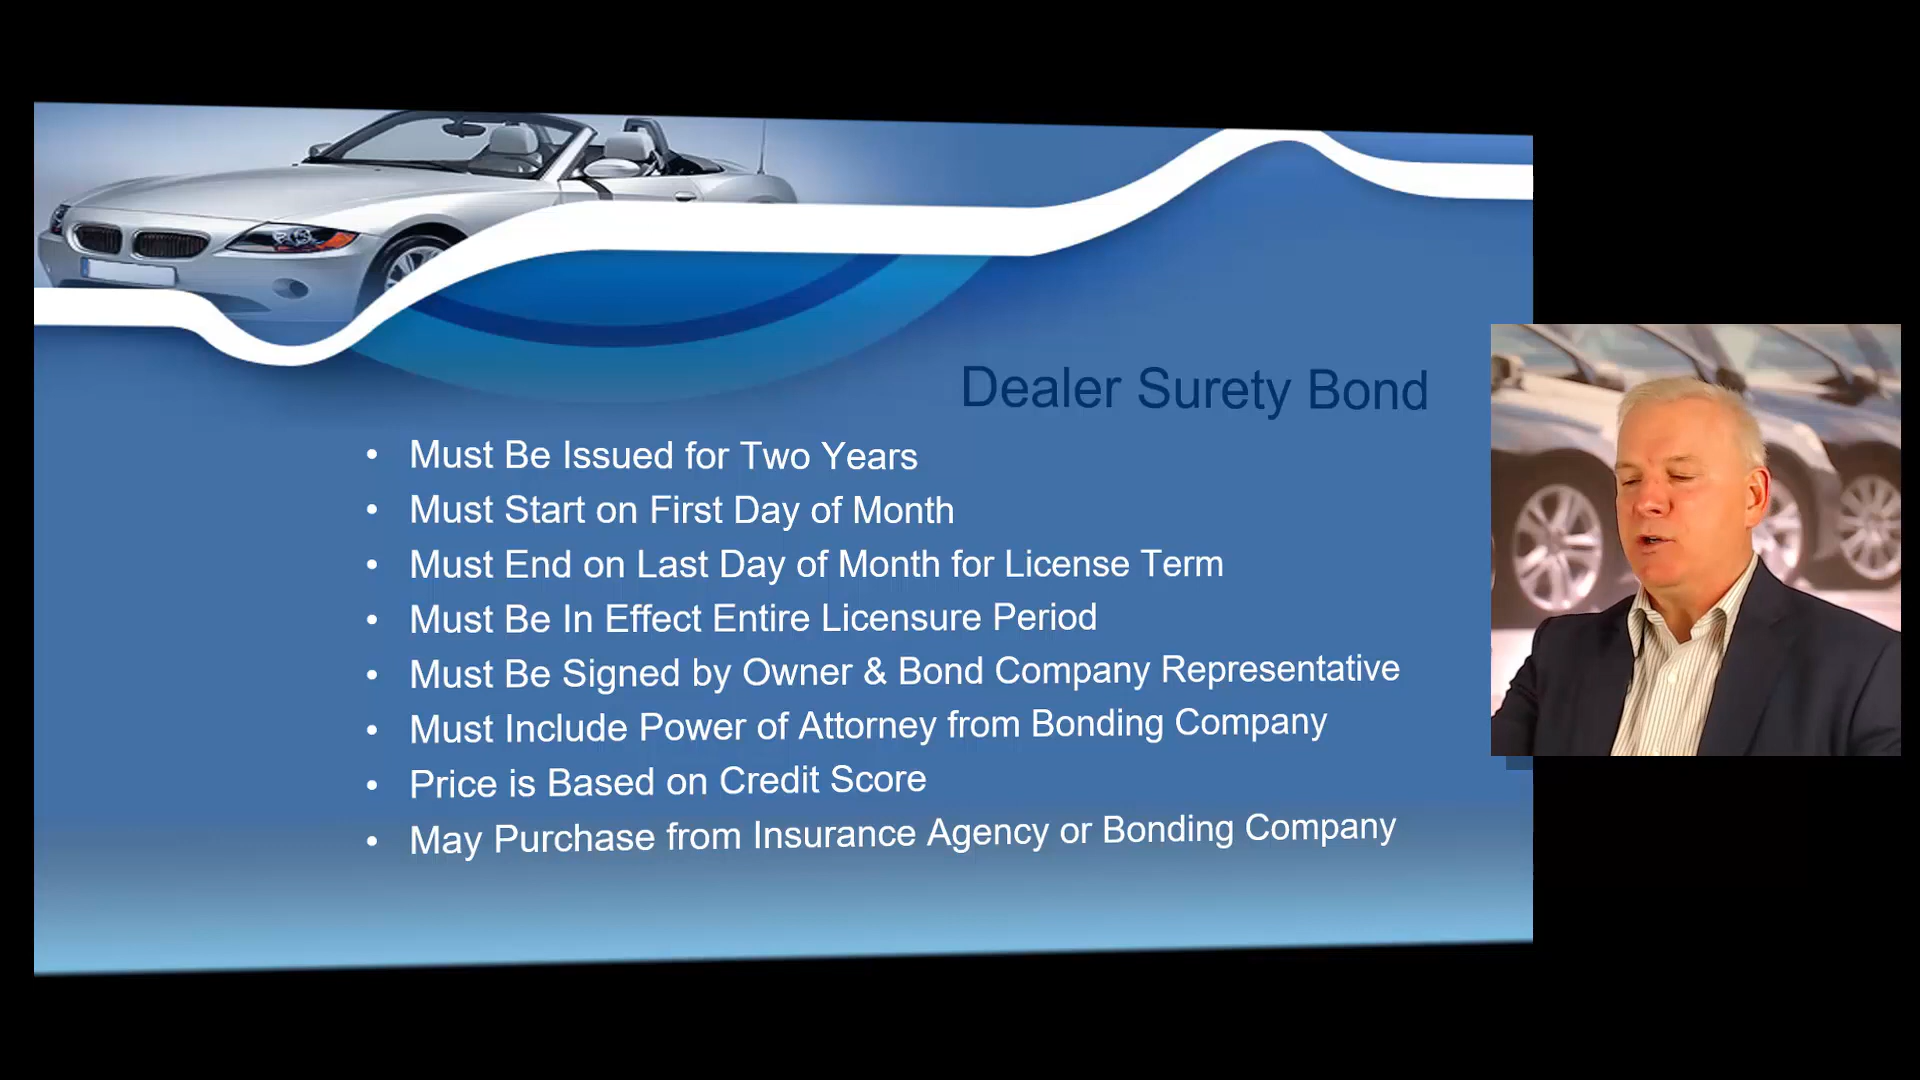 Dealer Surety Bond
• Must Be Issued for Two Years
• Must Start on First Day of Month
• Must End on Last Day of Month for License Term
• Must Be In Effect Entire Licensure Period
• Must Be Signed by Owner & Bond Company Representative
• Must Include Power of Attorney from Bonding Company
• Price is Based on Credit Score
• May Purchase from Insurance Agency or Bonding Company